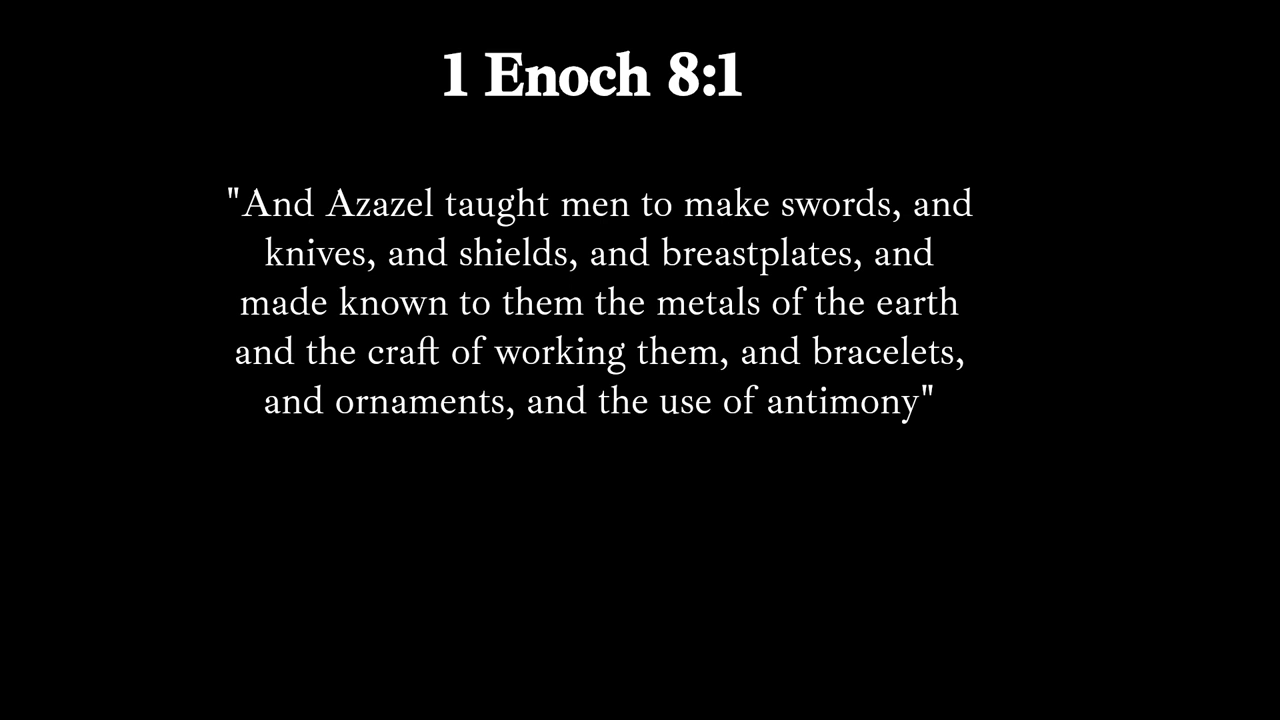 1 Enoch 8:1
"And Azazel taught men to make swords, and
knives, and shields, and breastplates, and
made known to them the metals of the earth
and the craft of working them, and bracelets,
and ornaments, and the use of antimony"